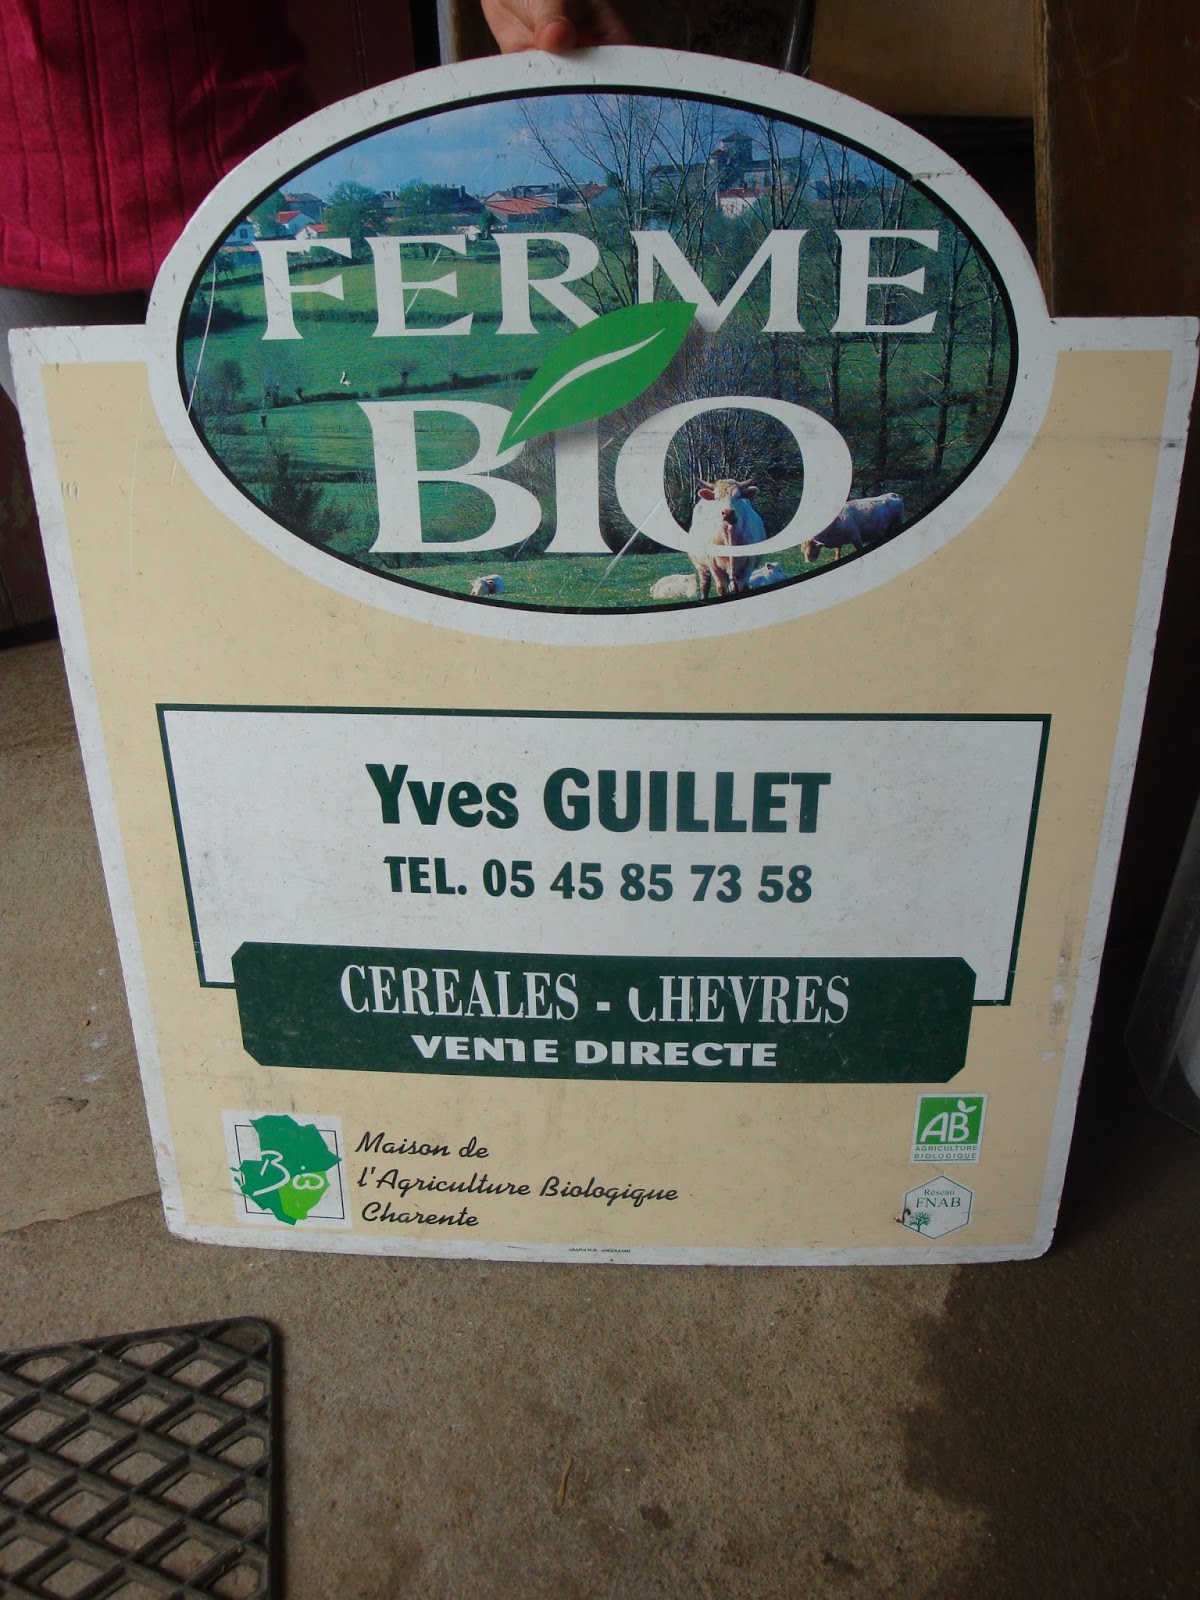 FERME
BIO
Yves GUILLET
TEL. 05 45 85 73 58
CEREALES - CHEVRES
VENTE DIRECTE
Bio
Maison de
l'Agriculture Biologique
Charente
AB
AGRICULTURE
BIOLOGIQUE
Réseau
FNAB